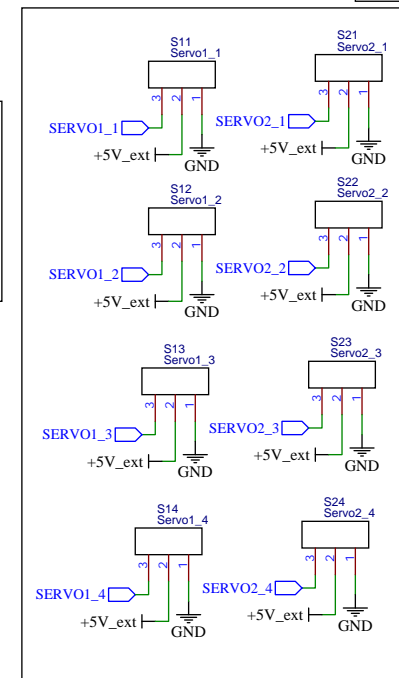 S11
Servo1_1
3 2 1
SERVO1_1
+5V_ext
GND
S21
Servo2_1
3 2 1
SERVO2_1
+5V_ext
GND
S12
Servo1_2
3 2 1
SERVO1_2
+5V_ext
GND
S22
Servo2_2
3 2 1
SERVO2_2
+5V_ext
GND
S13
Servo1_3
3 2 1
SERVO1_3
+5V_ext
GND
S23
Servo2_3
3 2 1
SERVO2_3
+5V_ext
GND
S14
Servo1_4
3 2 1
SERVO1_4
+5V_ext
GND
S24
Servo2_4
3 2 1
SERVO2_4
+5V_ext
GND